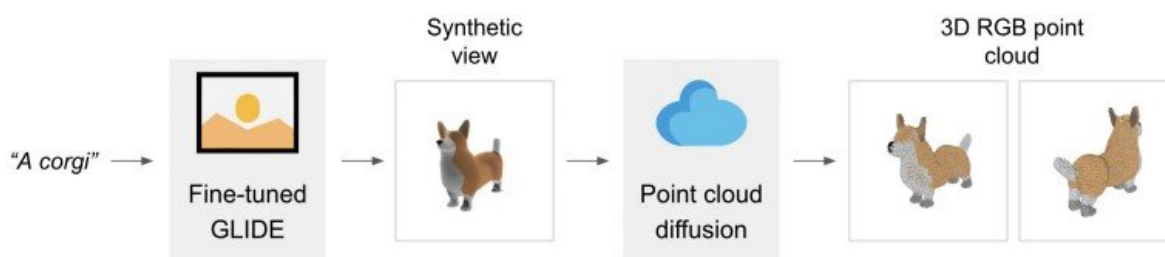 Synthetic
view
3D RGB point
cloud
“A corgi”
Fine-tuned
GLIDE
Point cloud
diffusion